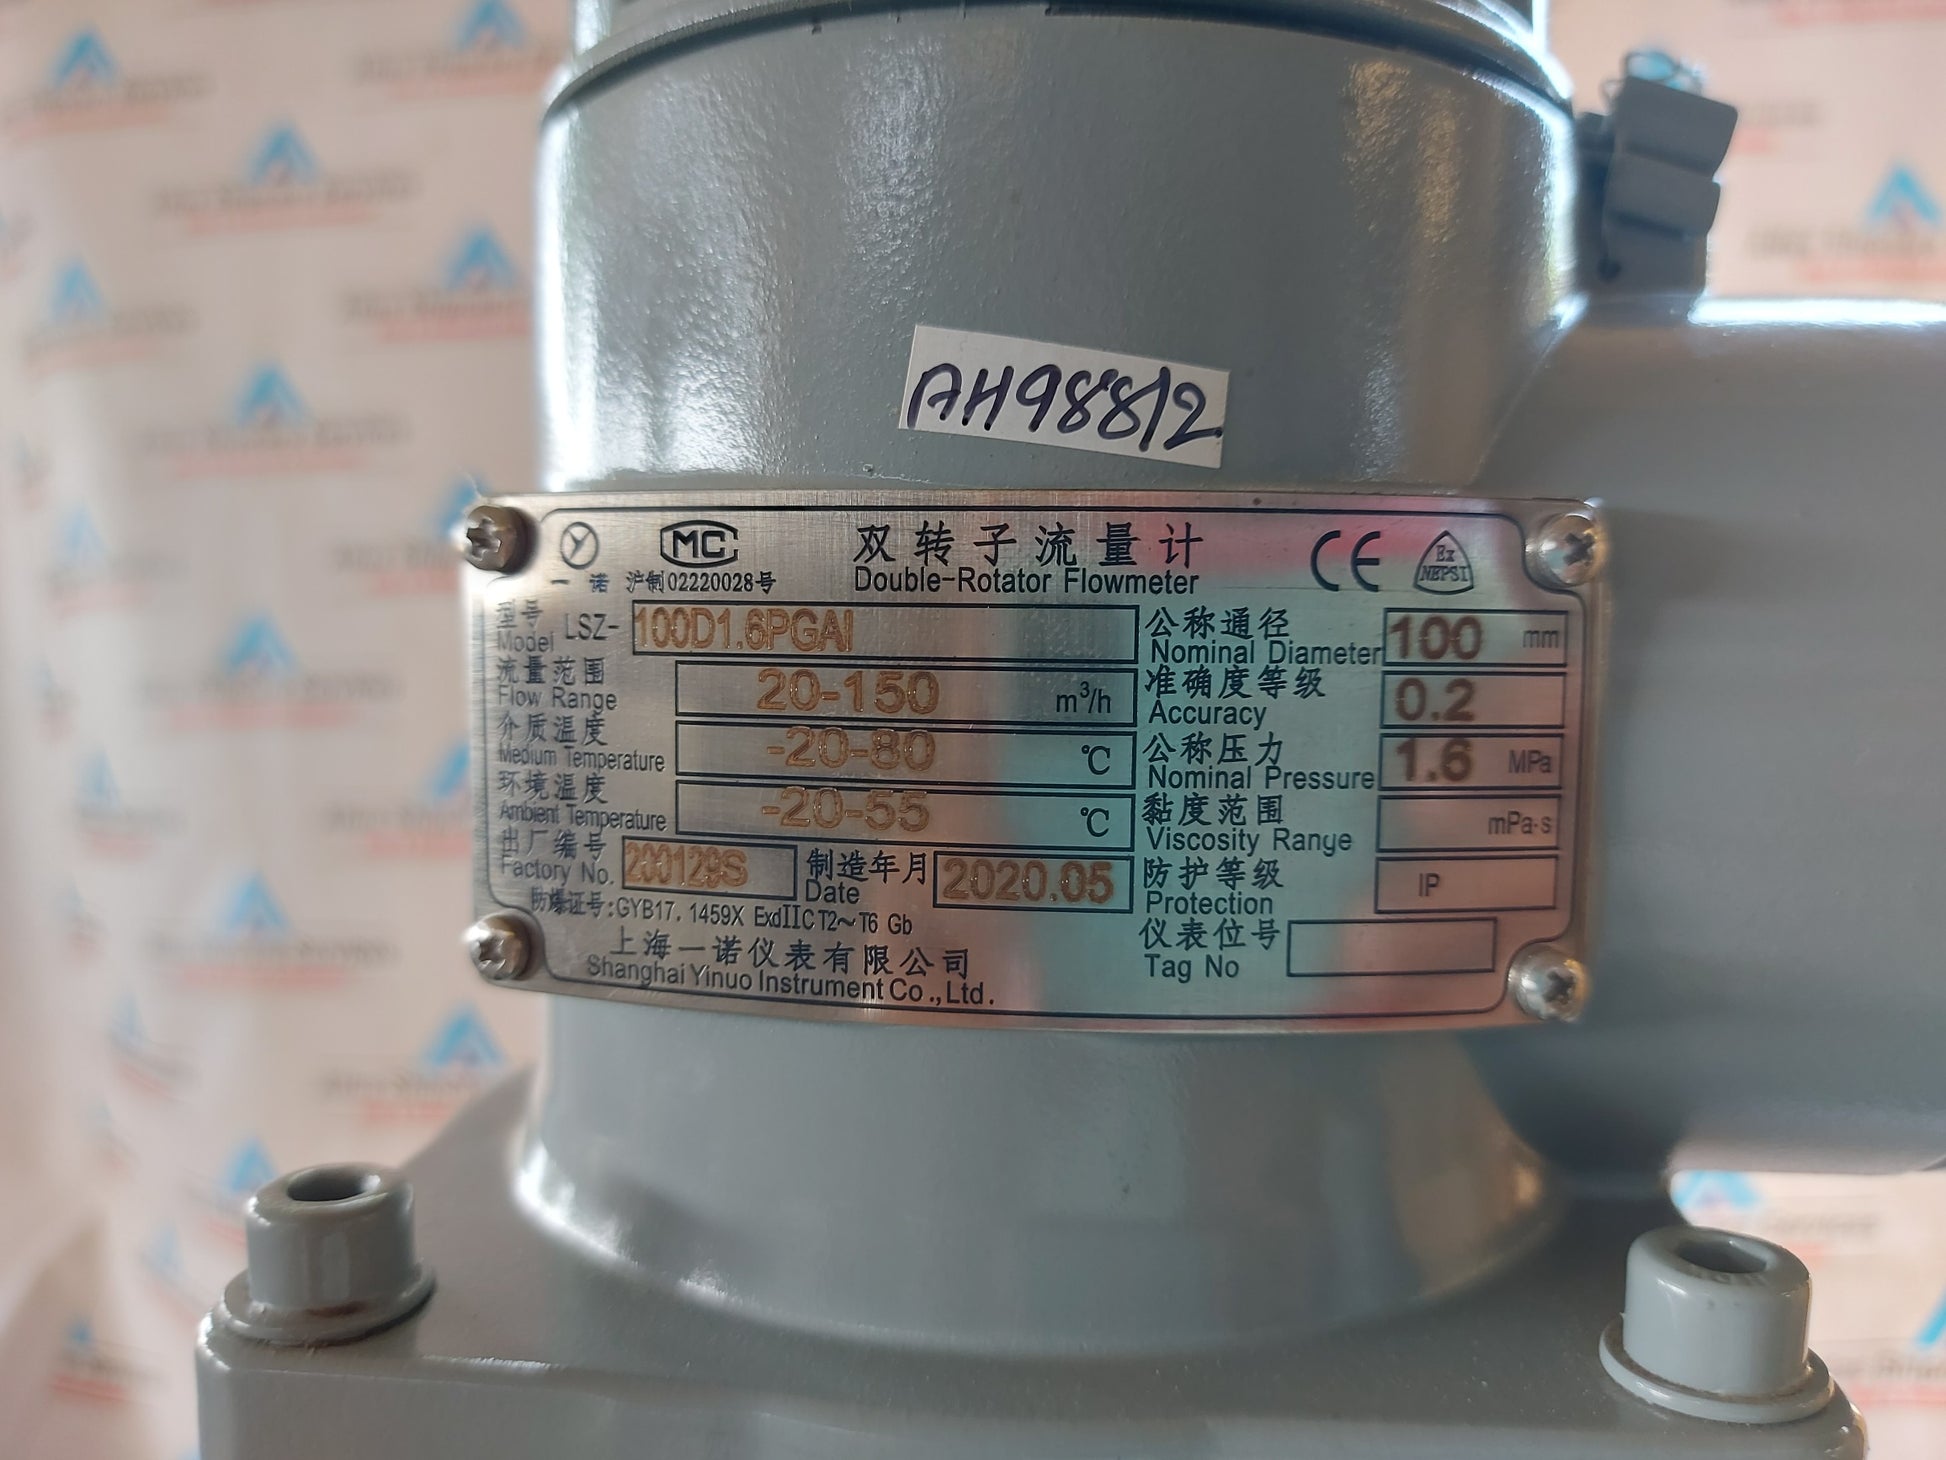 AH98812
MC
双转子流量计
CE
Ex
NEPSI
一诺
沪制02220028号
Double-Rotator Flowmeter
型号
Model
LSZ-
100D1.6PGAI
公称通径
Nominal Diameter
100 mm
流量范围
Flow Range
20-150 m³/h
准确度等级
Accuracy
0.2
介质温度
Medium Temperature
-20-80 ℃
公称压力
Nominal Pressure
1.6 MPa
环境温度
Ambient Temperature
-20-55 ℃
黏度范围
Viscosity Range
mPa·s
出厂编号
Factory No.
200129S
制造年月
Date
2020.05
防护等级
Protection
IP
防爆证号:GYB17.1459X ExdIICT2~T6 Gb
仪表位号
Tag No
上海一诺仪表有限公司
Shanghai Yinuo Instrument Co.,Ltd.